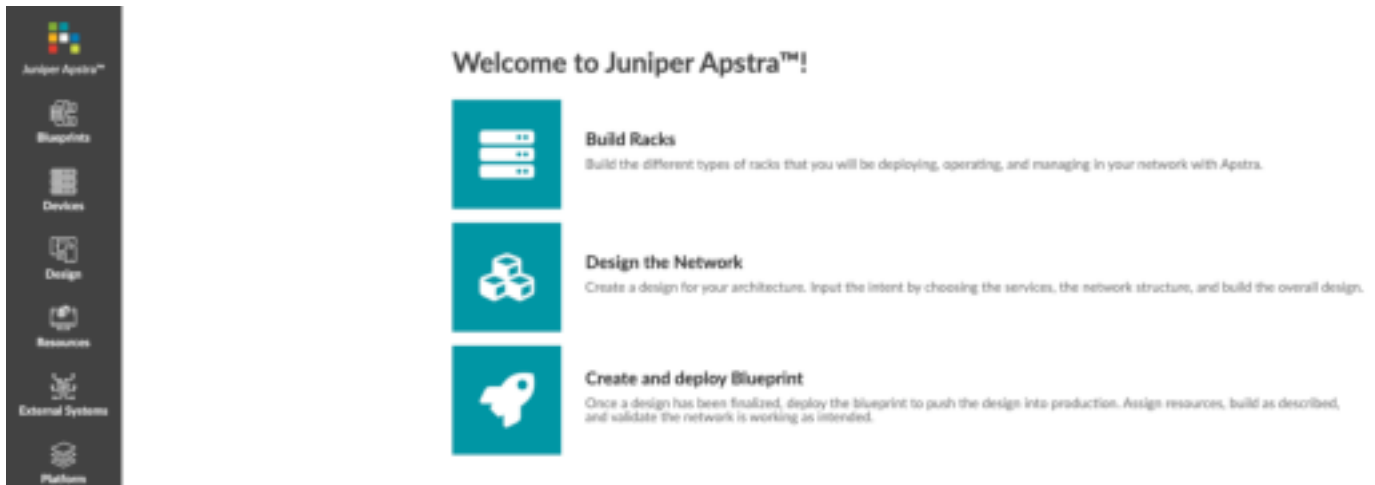 Juniper Apstra™
Blueprints
Devices
Design
Resources
External Systems
Platform
Welcome to Juniper Apstra™!
Build Racks
Build the different types of racks that you will be deploying, operating, and managing in your network with Apstra.
Design the Network
Create a design for your architecture. Input the intent by choosing the services, the network structure, and build the overall design.
Create and deploy Blueprint
Once a design has been finalized, deploy the blueprint to push the design into production. Assign resources, build as described,
and validate the network is working as intended.